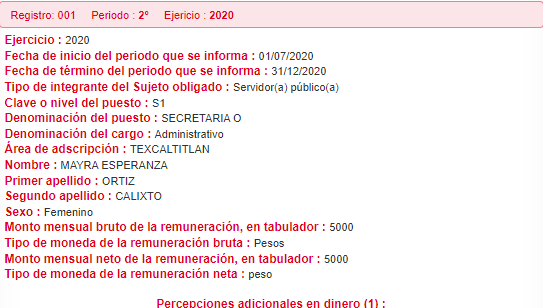 Registro: 001 Periodo : 2º Ejericio : 2020
Ejercicio : 2020
Fecha de inicio del periodo que se informa : 01/07/2020
Fecha de término del periodo que se informa : 31/12/2020
Tipo de integrante del Sujeto obligado : Servidor(a) público(a)
Clave o nivel del puesto : S1
Denominación del puesto : SECRETARIA O
Denominación del cargo : Administrativo
Área de adscripción : TEXCALTITLAN
Nombre : MAYRA ESPERANZA
Primer apellido : ORTIZ
Segundo apellido : CALIXTO
Sexo : Femenino
Monto mensual bruto de la remuneración, en tabulador : 5000
Tipo de moneda de la remuneración bruta : Pesos
Monto mensual neto de la remuneración, en tabulador : 5000
Tipo de moneda de la remuneración neta : peso
Percepciones adicionales en dinero (1) :